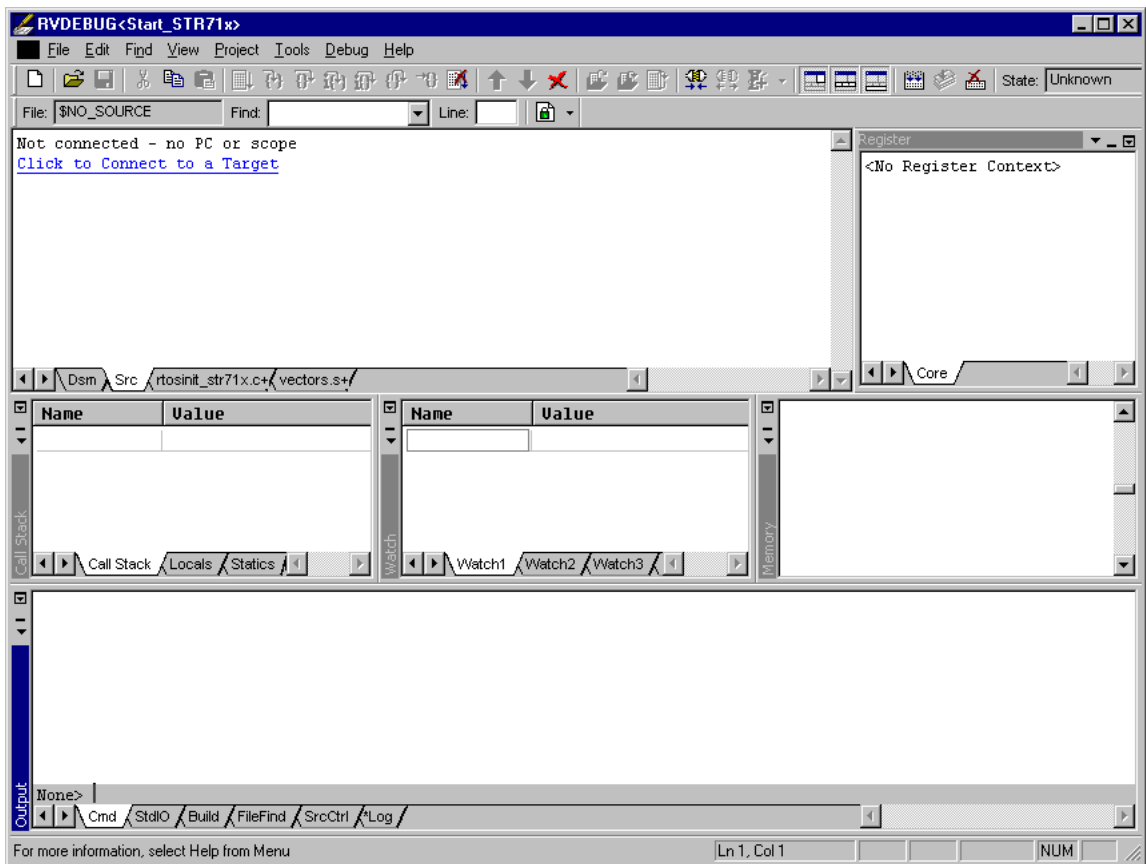 RVDEBUG<Start_STR71x>
File Edit Find View Project Tools Debug Help
State: Unknown
File: $NO_SOURCE Find: Line:
Not connected - no PC or scope
Click to Connect to a Target
Register
<No Register Context>
Dsm Src rtosinit_str71x.c+ vectors.s+
Core
Name Value
Name Value
Call Stack
Watch
Memory
Call Stack Locals Statics
Watch1 Watch2 Watch3
Output
None>
Cmd StdIO Build FileFind SrcCtrl *Log
For more information, select Help from Menu
Ln 1, Col 1
NUM